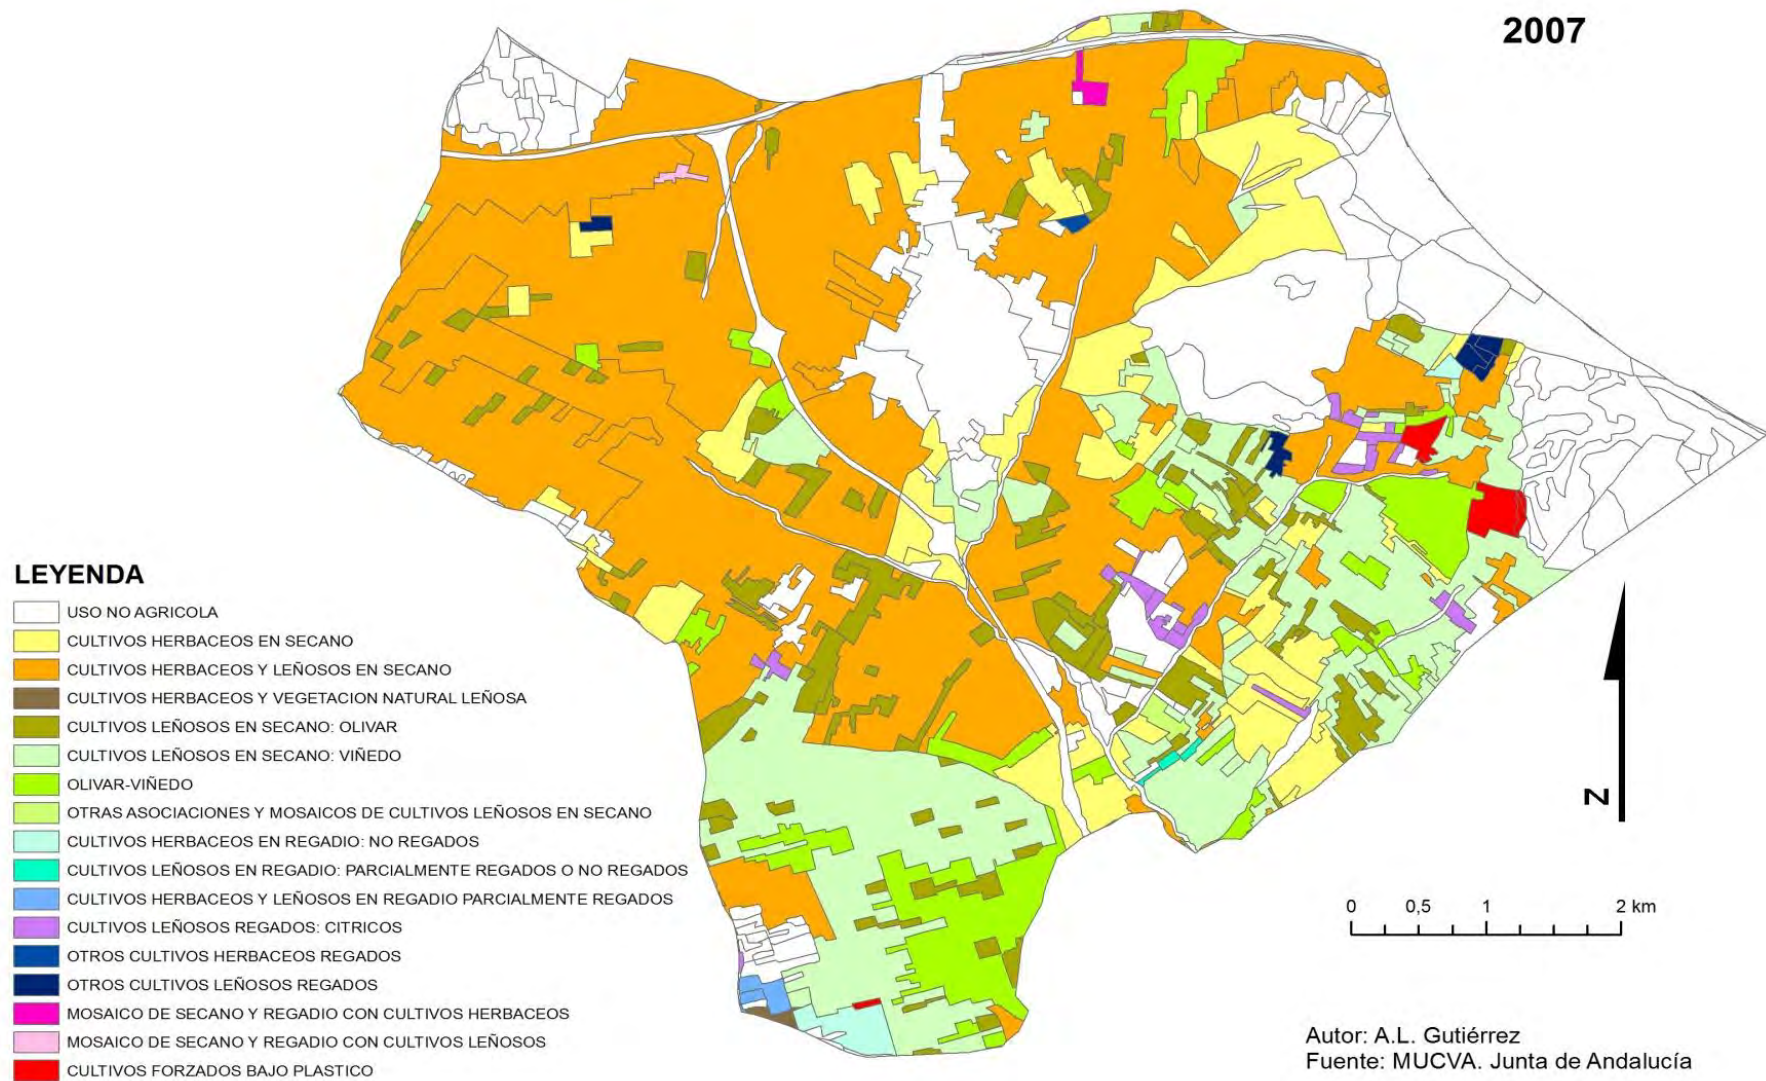 2007
LEYENDA
USO NO AGRICOLA
CULTIVOS HERBACEOS EN SECANO
CULTIVOS HERBACEOS Y LEÑOSOS EN SECANO
CULTIVOS HERBACEOS Y VEGETACION NATURAL LEÑOSA
CULTIVOS LEÑOSOS EN SECANO: OLIVAR
CULTIVOS LEÑOSOS EN SECANO: VIÑEDO
OLIVAR-VIÑEDO
OTRAS ASOCIACIONES Y MOSAICOS DE CULTIVOS LEÑOSOS EN SECANO
CULTIVOS HERBACEOS EN REGADIO: NO REGADOS
CULTIVOS LEÑOSOS EN REGADIO: PARCIALMENTE REGADOS O NO REGADOS
CULTIVOS HERBACEOS Y LEÑOSOS EN REGADIO PARCIALMENTE REGADOS
CULTIVOS LEÑOSOS REGADOS: CITRICOS
OTROS CULTIVOS HERBACEOS REGADOS
OTROS CULTIVOS LEÑOSOS REGADOS
MOSAICO DE SECANO Y REGADIO CON CULTIVOS HERBACEOS
MOSAICO DE SECANO Y REGADIO CON CULTIVOS LEÑOSOS
CULTIVOS FORZADOS BAJO PLASTICO
N
0 0,5 1 2 km
Autor: A.L. Gutiérrez
Fuente: MUCVA. Junta de Andalucía